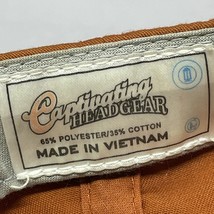 Captivating
HEADGEAR
65% POLYESTER/35% COTTON
MADE IN VIETNAM